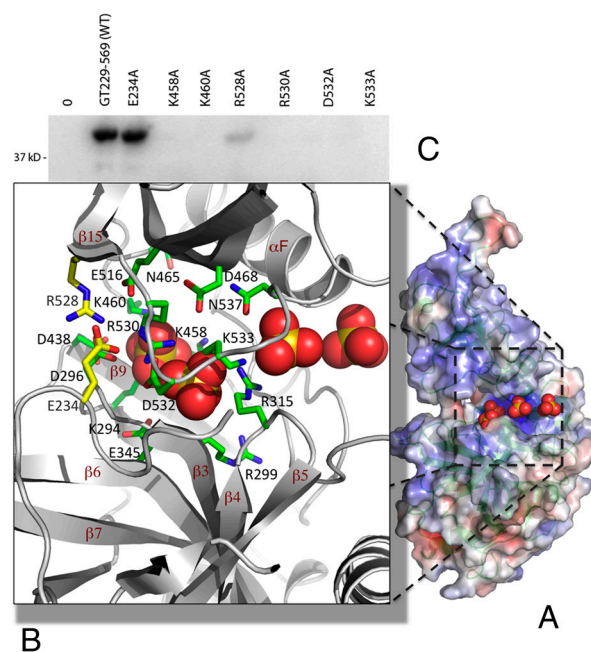 0
GT229-569 (WT)
E234A
K458A
K460A
R528A
R530A
D532A
K533A
37 kD -
C
β15
αF
E516
N465
D468
R528
K460
N537
R530
K458
K533
D438
β9
D296
E234
D532
R315
K294
E345
β3
R299
β6
β4
β5
β7
A
B